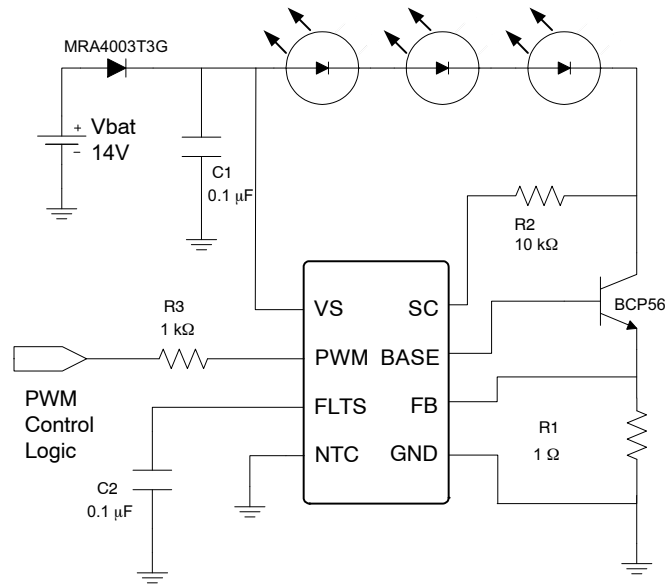 MRA4003T3G
+ Vbat
− 14V
C1
0.1 μF
R2
10 kΩ
BCP56
R3
1 kΩ
VS SC
PWM BASE
FLTS FB
NTC GND
PWM
Control
Logic
R1
1 Ω
C2
0.1 μF